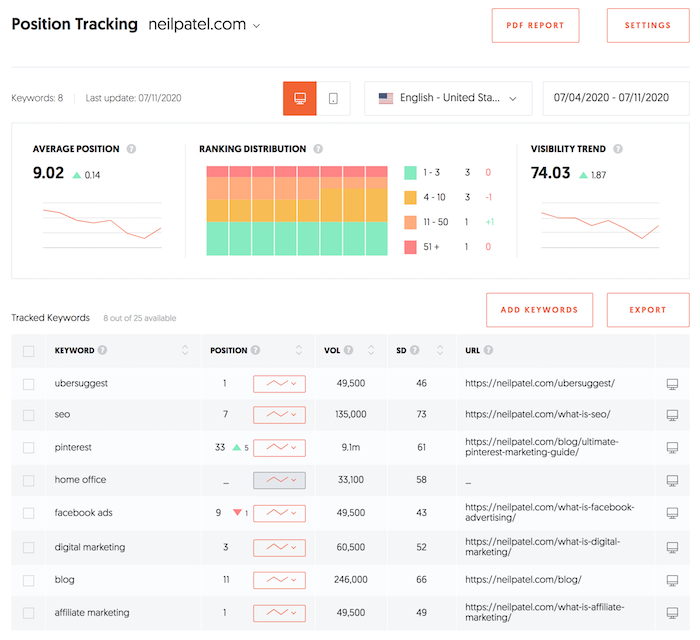 Position Tracking neilpatel.com
PDF REPORT
SETTINGS
Keywords: 8
Last update: 07/11/2020
English - United Sta...
07/04/2020 - 07/11/2020
AVERAGE POSITION ?
9.02 0.14
RANKING DISTRIBUTION ?
1 - 3 3 0
4 - 10 3 -1
11 - 50 1 +1
51 + 1 0
VISIBILITY TREND ?
74.03 1.87
Tracked Keywords 8 out of 25 available
ADD KEYWORDS
EXPORT
KEYWORD ? POSITION ? VOL ? SD ? URL ?
ubersuggest 1 49,500 46 https://neilpatel.com/ubersuggest/
seo 7 135,000 73 https://neilpatel.com/what-is-seo/
pinterest 33 5 9.1m 61 https://neilpatel.com/blog/ultimate-
pinterest-marketing-guide/
home office _ 33,100 58 _
facebook ads 9 1 49,500 43 https://neilpatel.com/what-is-facebook-
advertising/
digital marketing 3 60,500 52 https://neilpatel.com/what-is-digital-
marketing/
blog 11 246,000 66 https://neilpatel.com/blog/
affiliate marketing 1 49,500 49 https://neilpatel.com/what-is-affiliate-
marketing/